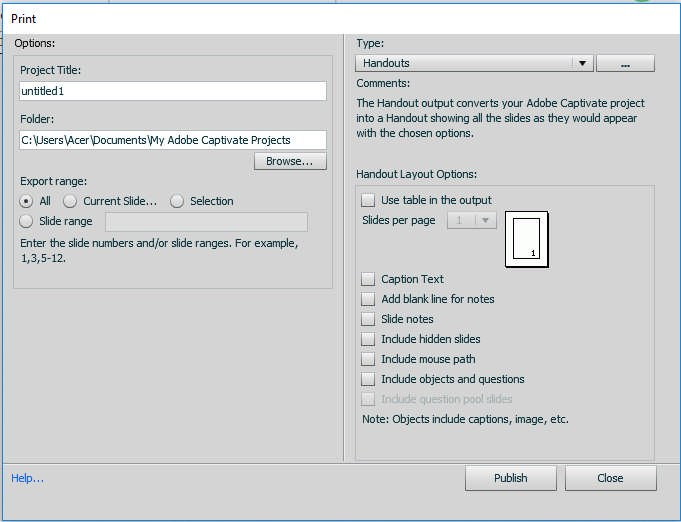 Print
Options:
Project Title:
untitled1
Folder:
C:\Users\Acer\Documents\My Adobe Captivate Projects
Browse...
Export range:
All Current Slide... Selection
Slide range
Enter the slide numbers and/or slide ranges. For example,
1,3,5-12.
Type:
Handouts ...
Comments:
The Handout output converts your Adobe Captivate project
into a Handout showing all the slides as they would appear
with the chosen options.
Handout Layout Options:
Use table in the output
Slides per page 1
1
Caption Text
Add blank line for notes
Slide notes
Include hidden slides
Include mouse path
Include objects and questions
Include question pool slides
Note: Objects include captions, image, etc.
Help... Publish Close